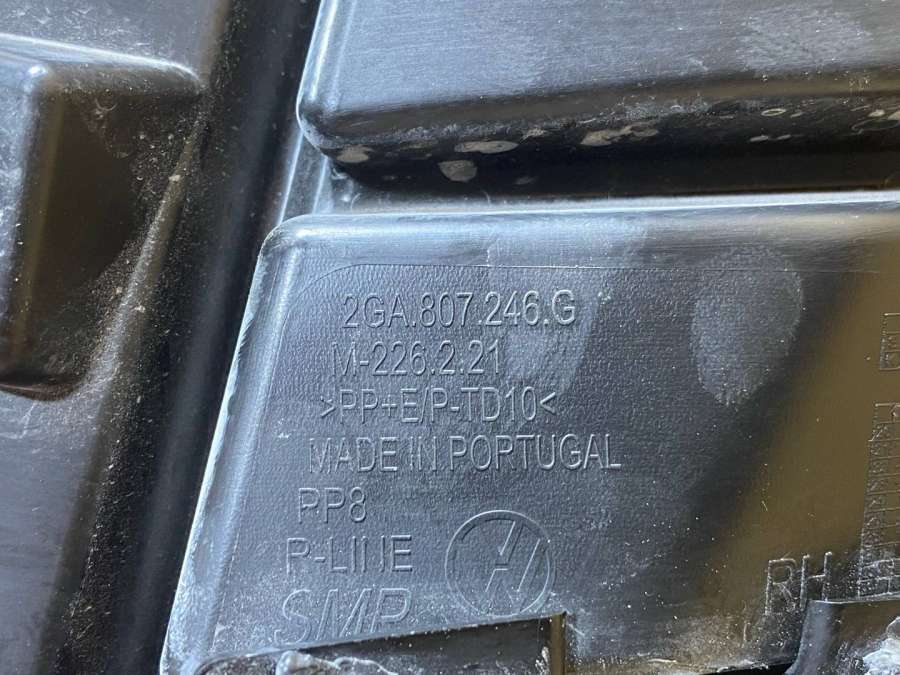 2GA.807.246.G
M-226.2.21
>PP+E/P-TD10<
MADE IN PORTUGAL
PP8
R-LINE
SMP
RH